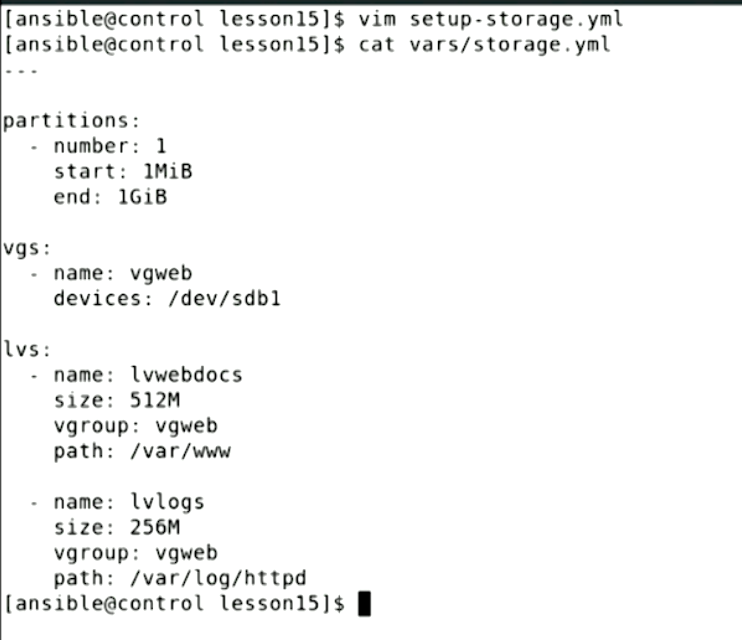 [ansible@control lesson15]$ vim setup-storage.yml
[ansible@control lesson15]$ cat vars/storage.yml
---
partitions:
  - number: 1
    start: 1MiB
    end: 1GiB
vgs:
  - name: vgweb
    devices: /dev/sdb1
lvs:
  - name: lvwebdocs
    size: 512M
    vgroup: vgweb
    path: /var/www
  - name: lvlogs
    size: 256M
    vgroup: vgweb
    path: /var/log/httpd
[ansible@control lesson15]$